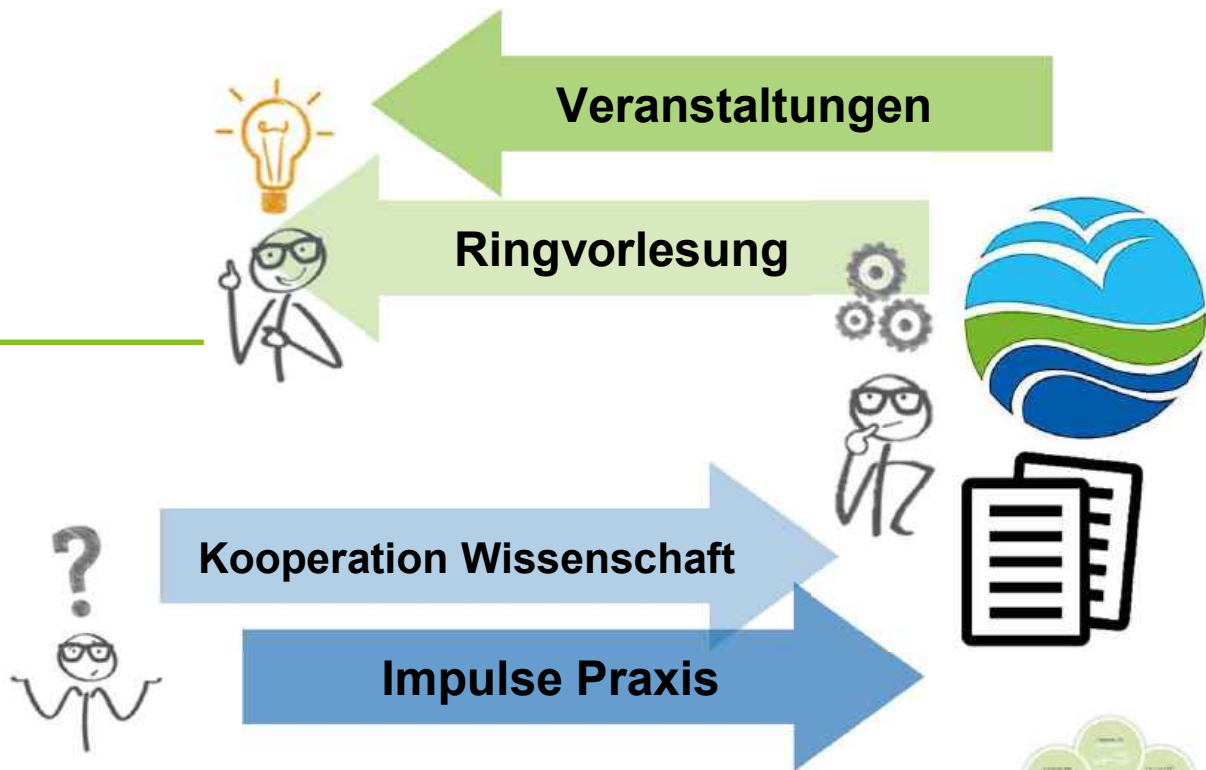 Veranstaltungen
Ringvorlesung
Kooperation Wissenschaft
Impulse Praxis